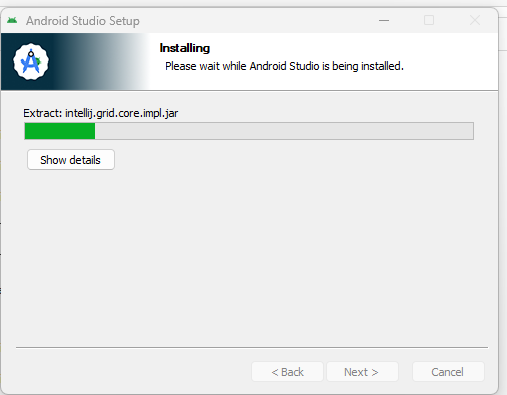 Android Studio Setup
Installing
Please wait while Android Studio is being installed.
Extract: intellij.grid.core.impl.jar
Show details
< Back
Next >
Cancel